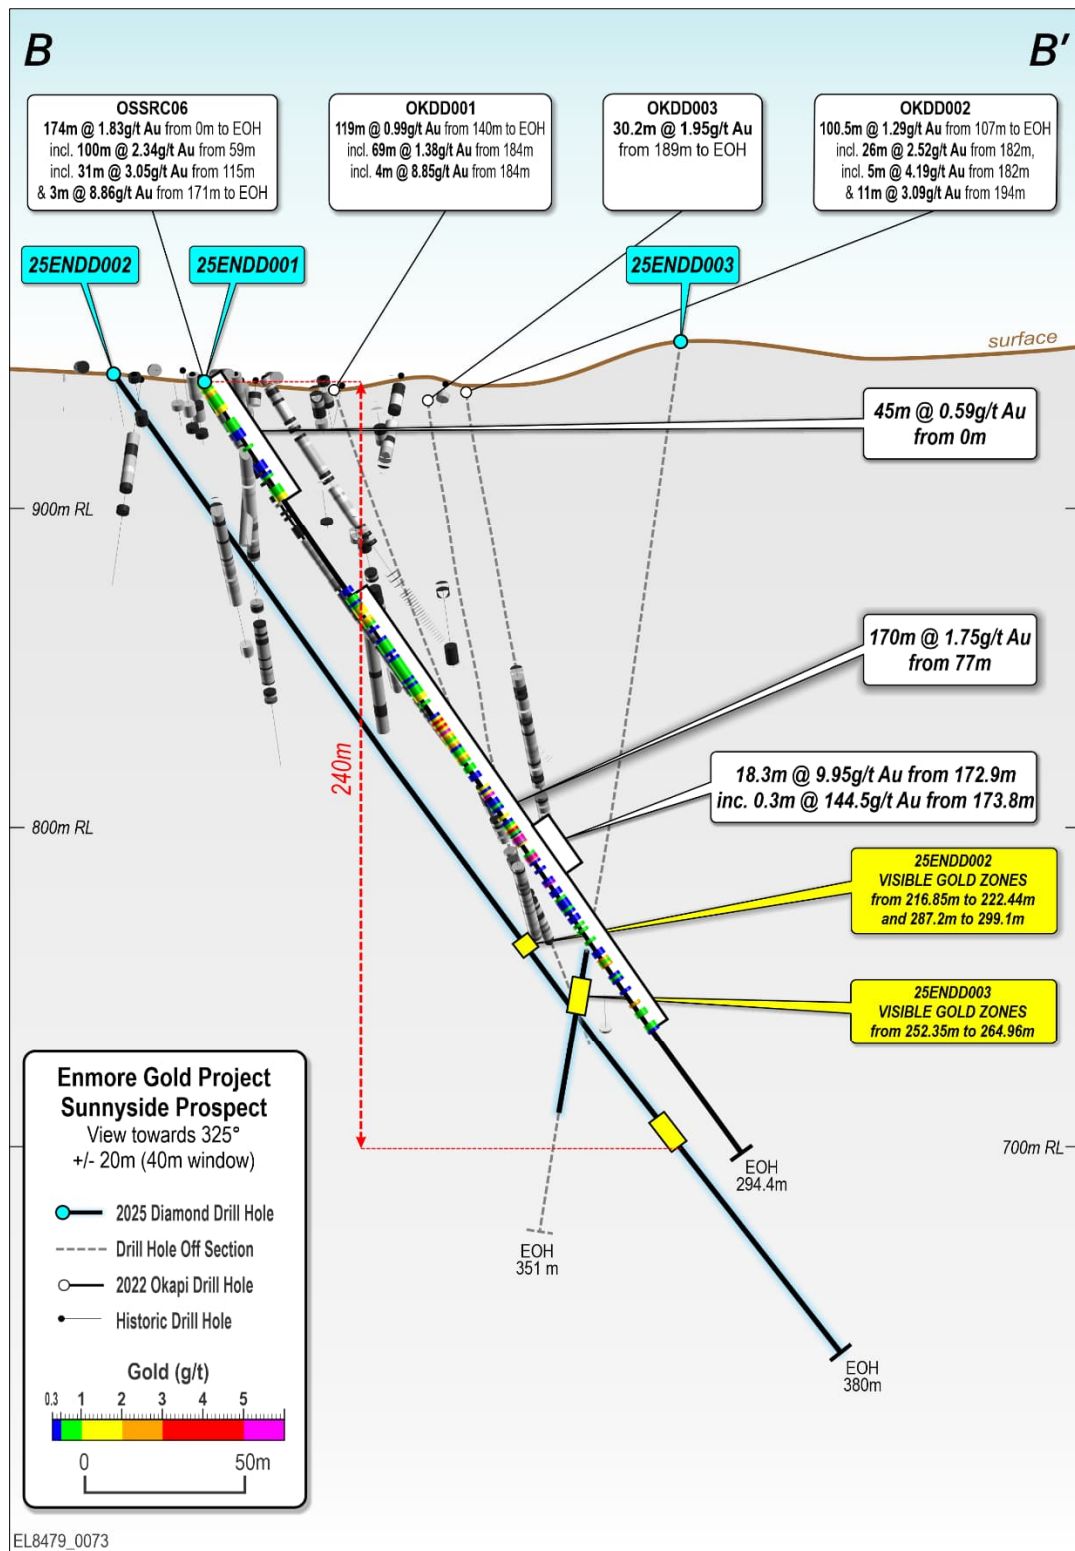 B
B'
OSSRC06
174m @ 1.83g/t Au from 0m to EOH
incl. 100m @ 2.34g/t Au from 59m
incl. 31m @ 3.05g/t Au from 115m
& 3m @ 8.86g/t Au from 171m to EOH
OKDD001
119m @ 0.99g/t Au from 140m to EOH
incl. 69m @ 1.38g/t Au from 184m
incl. 4m @ 8.85g/t Au from 184m
OKDD003
30.2m @ 1.95g/t Au
from 189m to EOH
OKDD002
100.5m @ 1.29g/t Au from 107m to EOH
incl. 26m @ 2.52g/t Au from 182m,
incl. 5m @ 4.19g/t Au from 182m
& 11m @ 3.09g/t Au from 194m
25ENDD002
25ENDD001
25ENDD003
surface
45m @ 0.59g/t Au
from 0m
900m RL
170m @ 1.75g/t Au
from 77m
240m
18.3m @ 9.95g/t Au from 172.9m
inc. 0.3m @ 144.5g/t Au from 173.8m
800m RL
25ENDD002
VISIBLE GOLD ZONES
from 216.85m to 222.44m
and 287.2m to 299.1m
25ENDD003
VISIBLE GOLD ZONES
from 252.35m to 264.96m
700m RL
EOH
294.4m
EOH
351 m
EOH
380m
Enmore Gold Project
Sunnyside Prospect
View towards 325°
+/- 20m (40m window)
2025 Diamond Drill Hole
Drill Hole Off Section
2022 Okapi Drill Hole
Historic Drill Hole
Gold (g/t)
0.3 1 2 3 4 5
0 50m
EL8479_0073